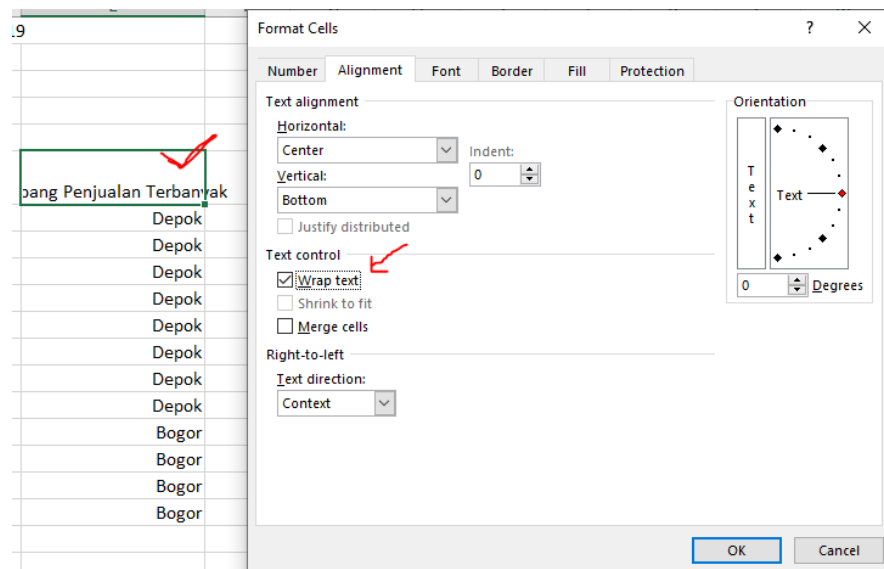 19
Format Cells
?
Number Alignment Font Border Fill Protection
Text alignment
Horizontal:
Center
Indent:
Vertical:
0
Bottom
Justify distributed
Text control
Wrap text
Shrink to fit
Merge cells
Right-to-left
Text direction:
Context
Orientation
Text
Text
0 Degrees
OK Cancel
Penjualan Terbanyak
Depok
Depok
Depok
Depok
Depok
Depok
Depok
Depok
Bogor
Bogor
Bogor
Bogor